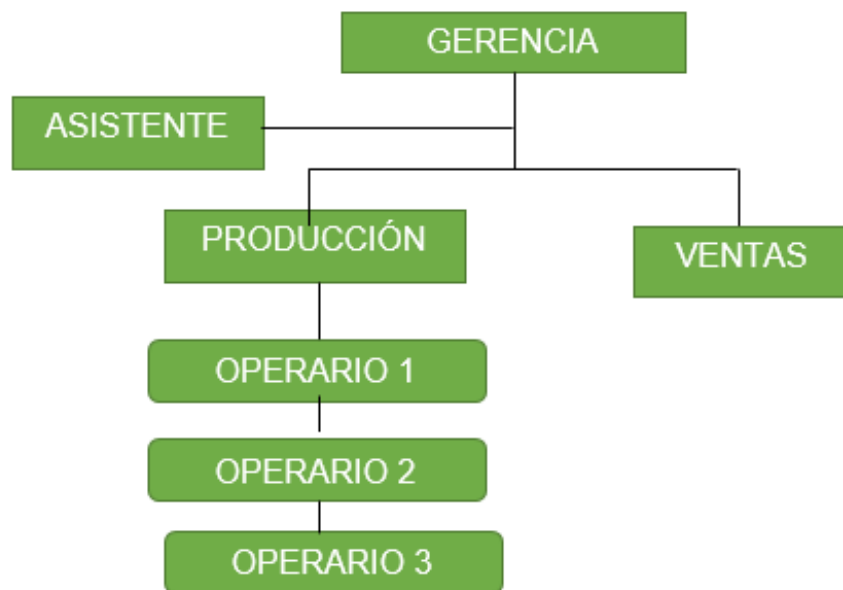 GERENCIA
ASISTENTE
PRODUCCIÓN
VENTAS
OPERARIO 1
OPERARIO 2
OPERARIO 3